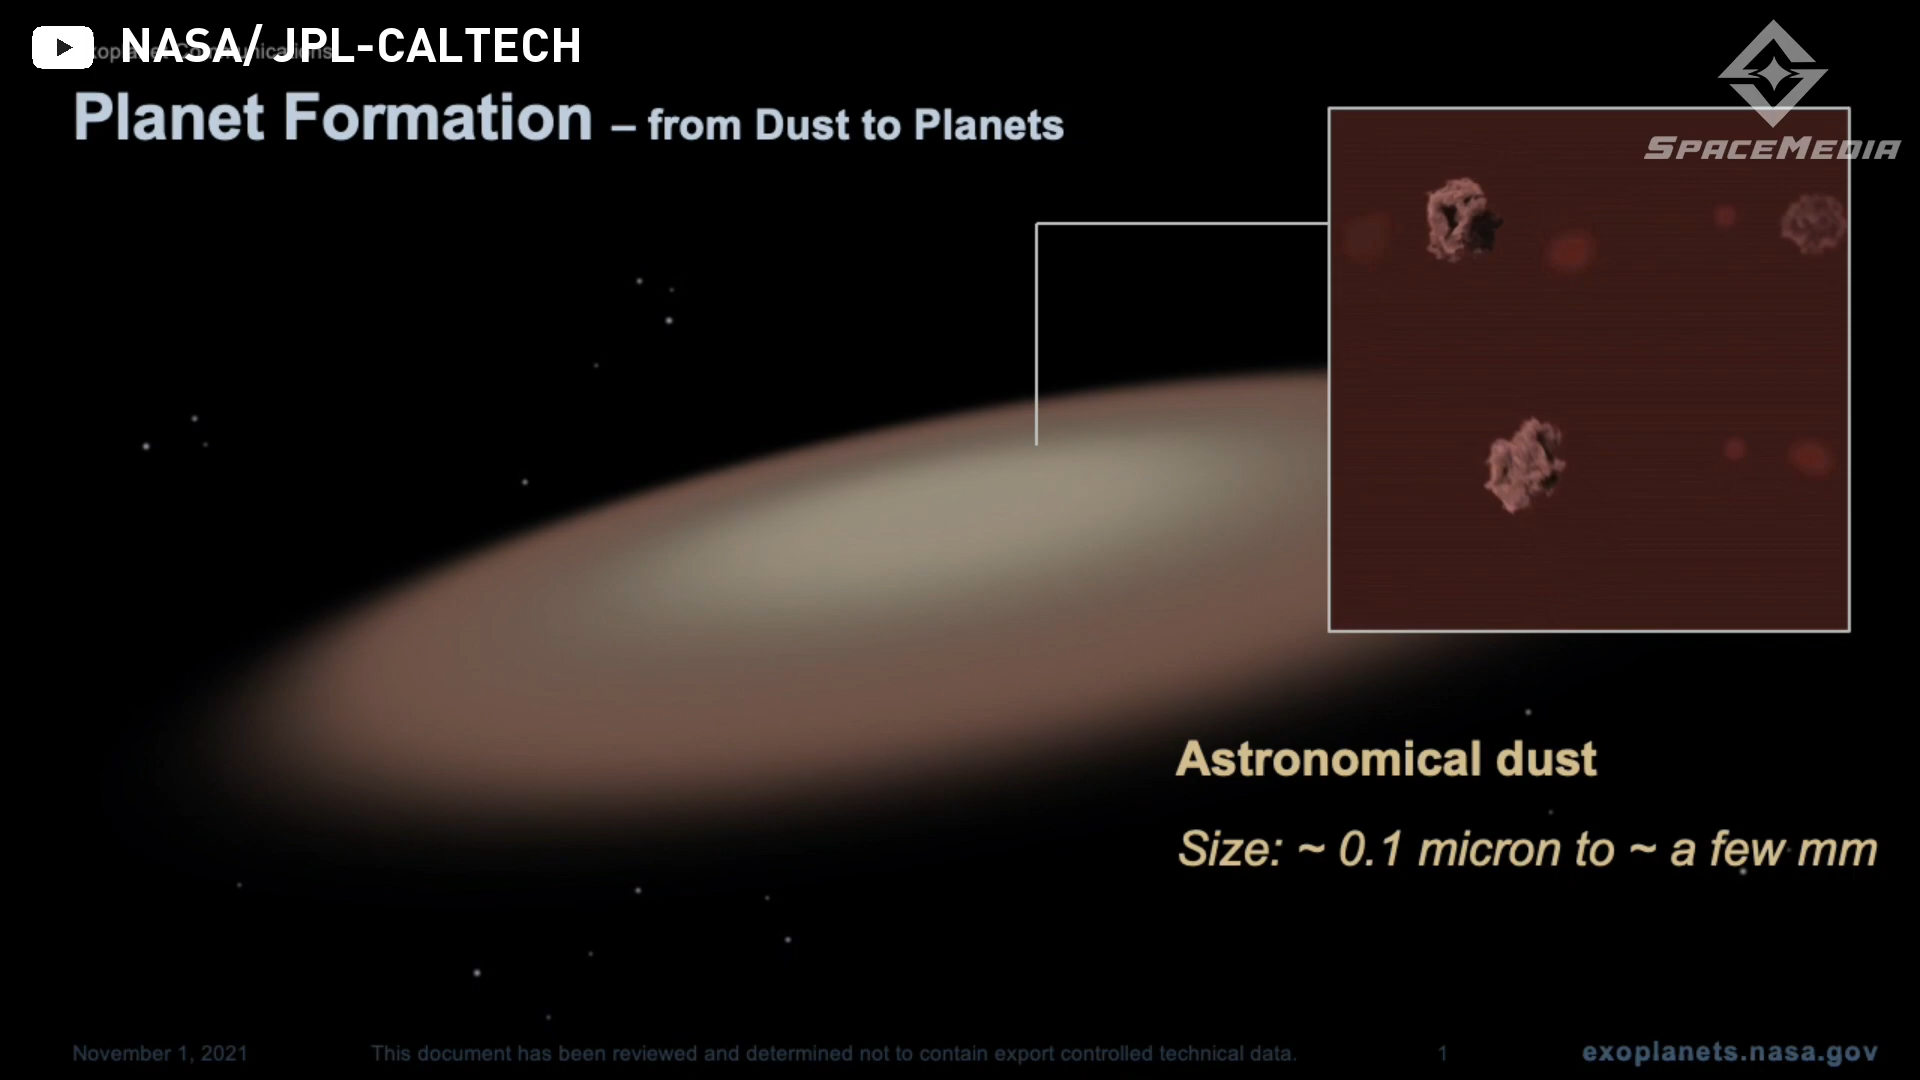 NASA/ JPL-CALTECH
Exoplanet Communications
SPACEMEDIA
Planet Formation – from Dust to Planets
Astronomical dust
Size: ~ 0.1 micron to ~ a few mm
November 1, 2021
This document has been reviewed and determined not to contain export controlled technical data.
1
exoplanets.nasa.gov